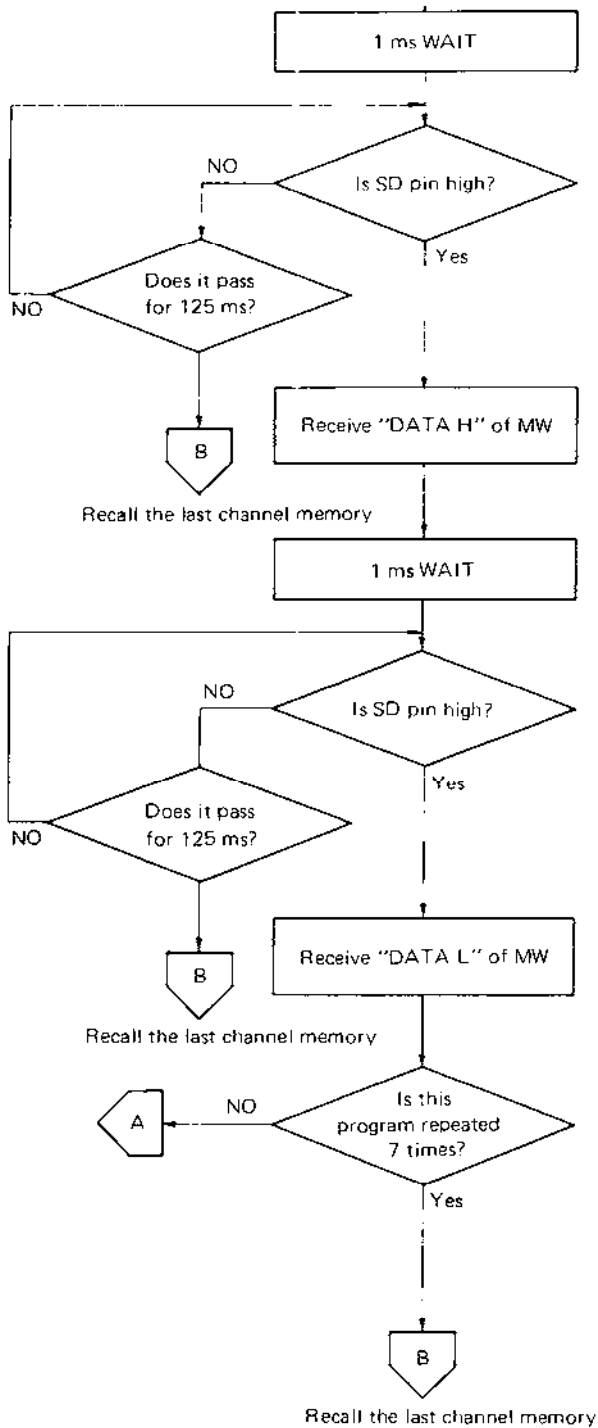 1 ms WAIT
Is SD pin high?
NO
Yes
Does it pass
for 125 ms?
NO
B
Recall the last channel memory
Receive "DATA H" of MW
1 ms WAIT
Is SD pin high?
NO
Yes
Does it pass
for 125 ms?
NO
B
Recall the last channel memory
Receive "DATA L" of MW
Is this
program repeated
7 times?
NO
A
Yes
B
Recall the last channel memory